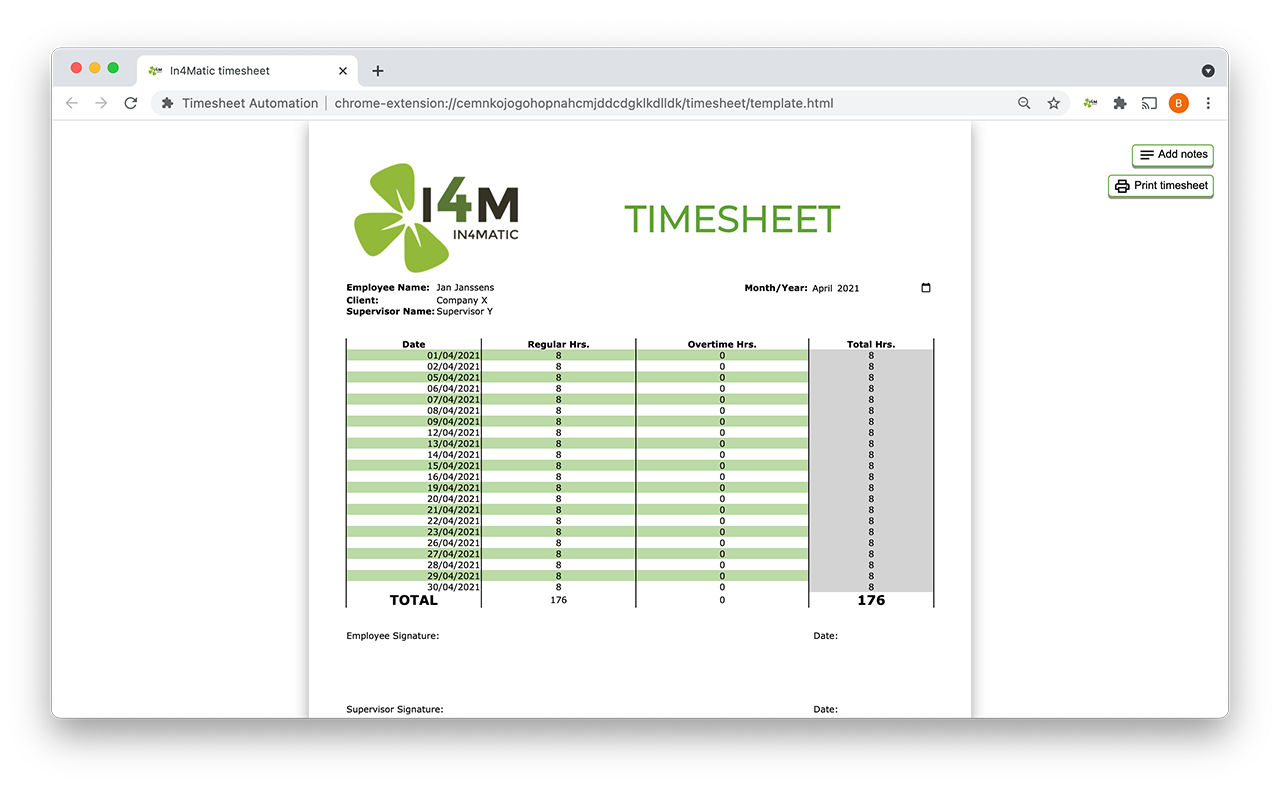 In4Matic timesheet
Timesheet Automation | chrome-extension://cemnkojogohopnahcmjddcdgklkdlldk/timesheet/template.html
B
Add notes
Print timesheet
I4M
IN4MATIC
TIMESHEET
Employee Name: Jan Janssens
Month/Year: April 2021
Client: Company X
Supervisor Name: Supervisor Y
Date Regular Hrs. Overtime Hrs. Total Hrs.
01/04/2021 8 0 8
02/04/2021 8 0 8
05/04/2021 8 0 8
06/04/2021 8 0 8
07/04/2021 8 0 8
08/04/2021 8 0 8
09/04/2021 8 0 8
12/04/2021 8 0 8
13/04/2021 8 0 8
14/04/2021 8 0 8
15/04/2021 8 0 8
16/04/2021 8 0 8
19/04/2021 8 0 8
20/04/2021 8 0 8
21/04/2021 8 0 8
22/04/2021 8 0 8
23/04/2021 8 0 8
26/04/2021 8 0 8
27/04/2021 8 0 8
28/04/2021 8 0 8
29/04/2021 8 0 8
30/04/2021 8 0 8
TOTAL 176 0 176
Employee Signature: Date:
Supervisor Signature: Date: